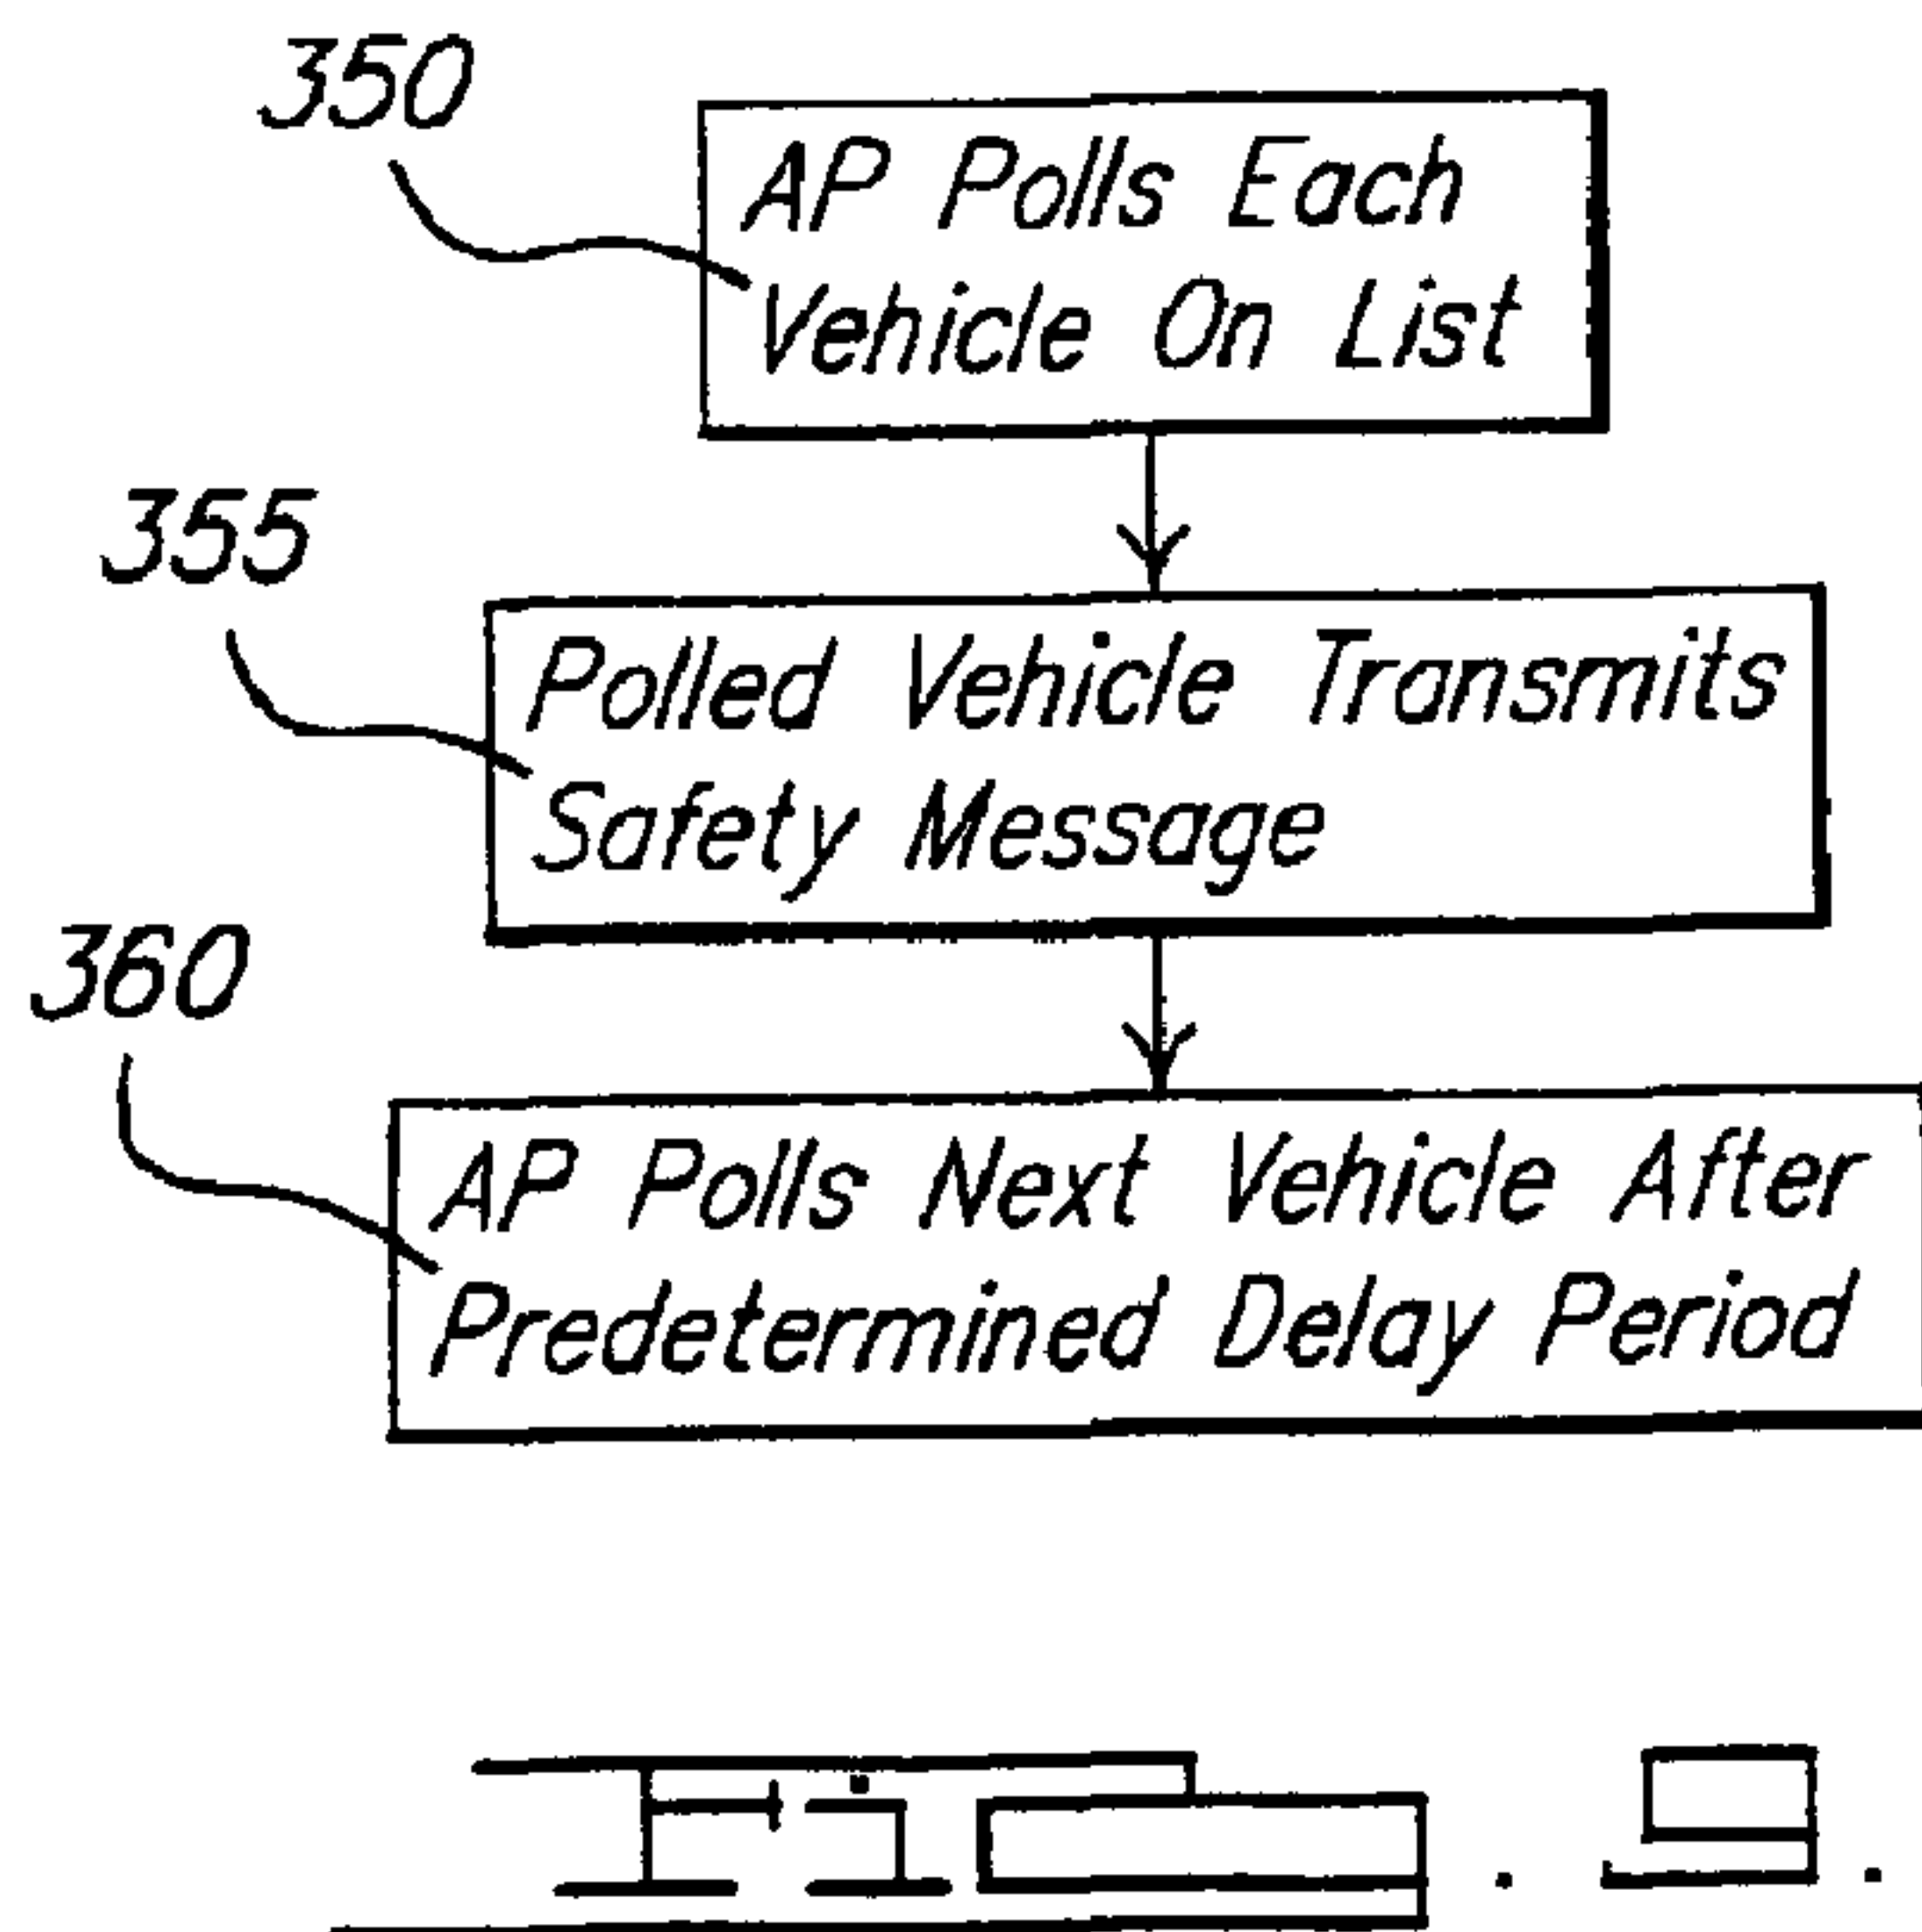 350
AP Polls Each
Vehicle On List
355
Polled Vehicle Transmits
Safety Message
360
AP Polls Next Vehicle After
Predetermined Delay Period
Fig. 9.